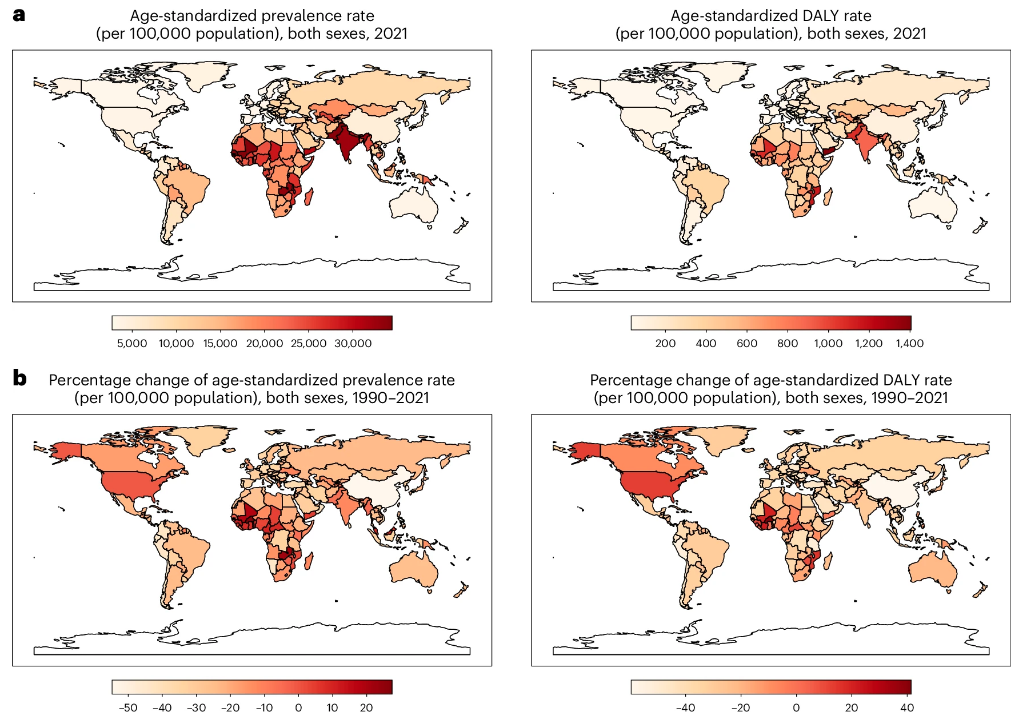 a
Age-standardized prevalence rate
(per 100,000 population), both sexes, 2021
Age-standardized DALY rate
(per 100,000 population), both sexes, 2021
5,000 10,000 15,000 20,000 25,000 30,000
200 400 600 800 1,000 1,200 1,400
b
Percentage change of age-standardized prevalence rate
(per 100,000 population), both sexes, 1990–2021
Percentage change of age-standardized DALY rate
(per 100,000 population), both sexes, 1990–2021
−50 −40 −30 −20 −10 0 10 20
−40 −20 0 20 40